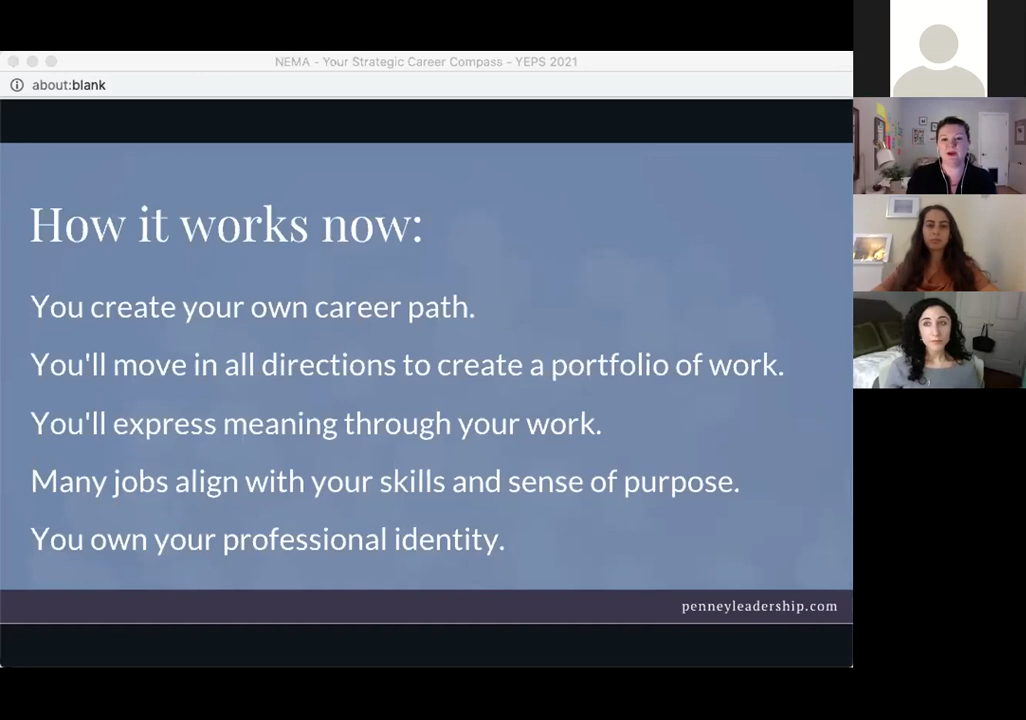 NEMA - Your Strategic Career Compass - YEPS 2021
about:blank
How it works now:
You create your own career path.
You'll move in all directions to create a portfolio of work.
You'll express meaning through your work.
Many jobs align with your skills and sense of purpose.
You own your professional identity.
penneyleadership.com